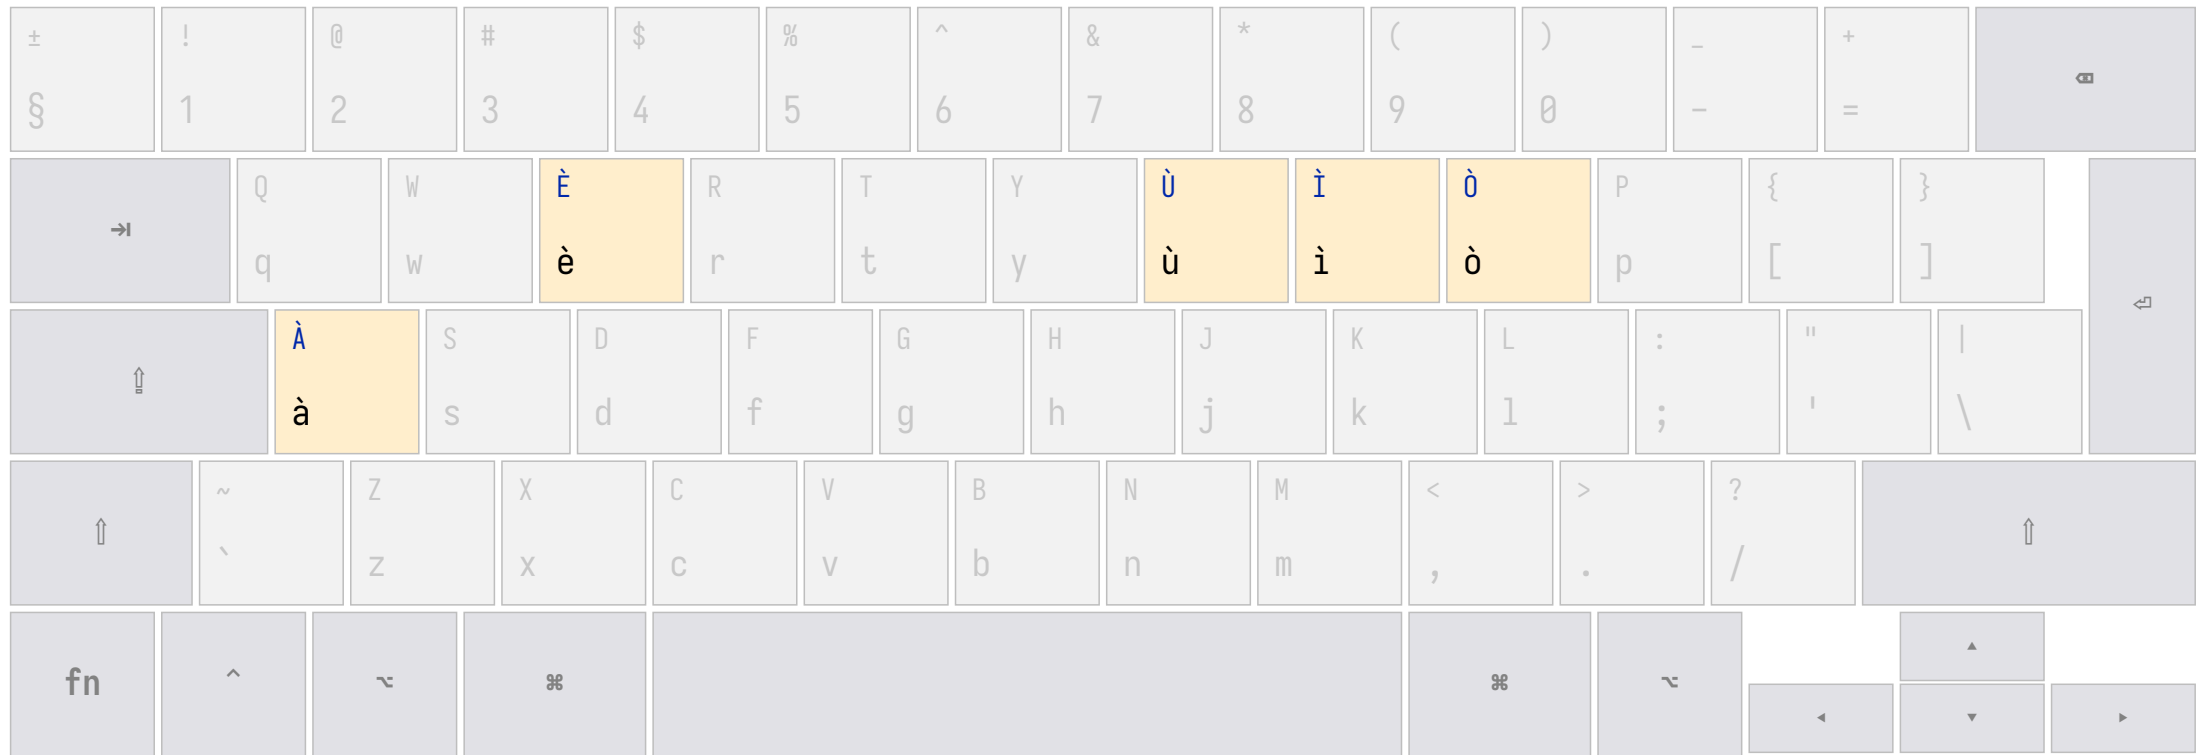 ± ! @ # $ % ^ & * ( ) _ +
§ 1 2 3 4 5 6 7 8 9 0 - = ⌫
Q W È R T Y Ù Ì Ò P { }
⇥ q w è r t y ù ì ò p [ ] ⏎
À S D F G H J K L : " |
⇪ à s d f g h j k l ; ' \
~ Z X C V B N M < > ?
⇧ ` z x c v b n m , . / ⇧
fn ^ ⌥ ⌘ ⌘ ⌥ ▲
◀ ▼ ▶